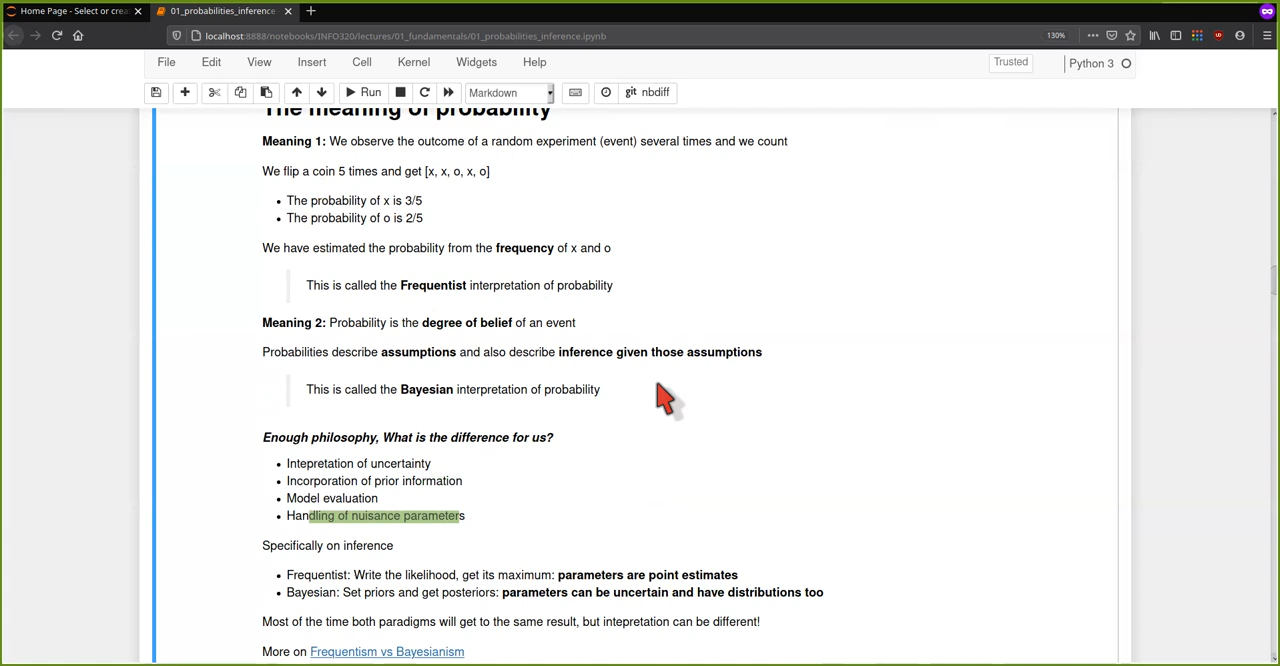 Home Page - Select or crea
01_probabilities_inference
localhost:8888/notebooks/INFO320/lectures/01_fundamentals/01_probabilities_inference.ipynb
130%
File Edit View Insert Cell Kernel Widgets Help
Trusted
Python 3
Run
Markdown
git nbdiff
The meaning of probability
Meaning 1: We observe the outcome of a random experiment (event) several times and we count
We flip a coin 5 times and get [x, x, o, x, o]
• The probability of x is 3/5
• The probability of o is 2/5
We have estimated the probability from the frequency of x and o
This is called the Frequentist interpretation of probability
Meaning 2: Probability is the degree of belief of an event
Probabilities describe assumptions and also describe inference given those assumptions
This is called the Bayesian interpretation of probability
Enough philosophy, What is the difference for us?
• Intepretation of uncertainty
• Incorporation of prior information
• Model evaluation
• Handling of nuisance parameters
Specifically on inference
• Frequentist: Write the likelihood, get its maximum: parameters are point estimates
• Bayesian: Set priors and get posteriors: parameters can be uncertain and have distributions too
Most of the time both paradigms will get to the same result, but intepretation can be different!
More on Frequentism vs Bayesianism